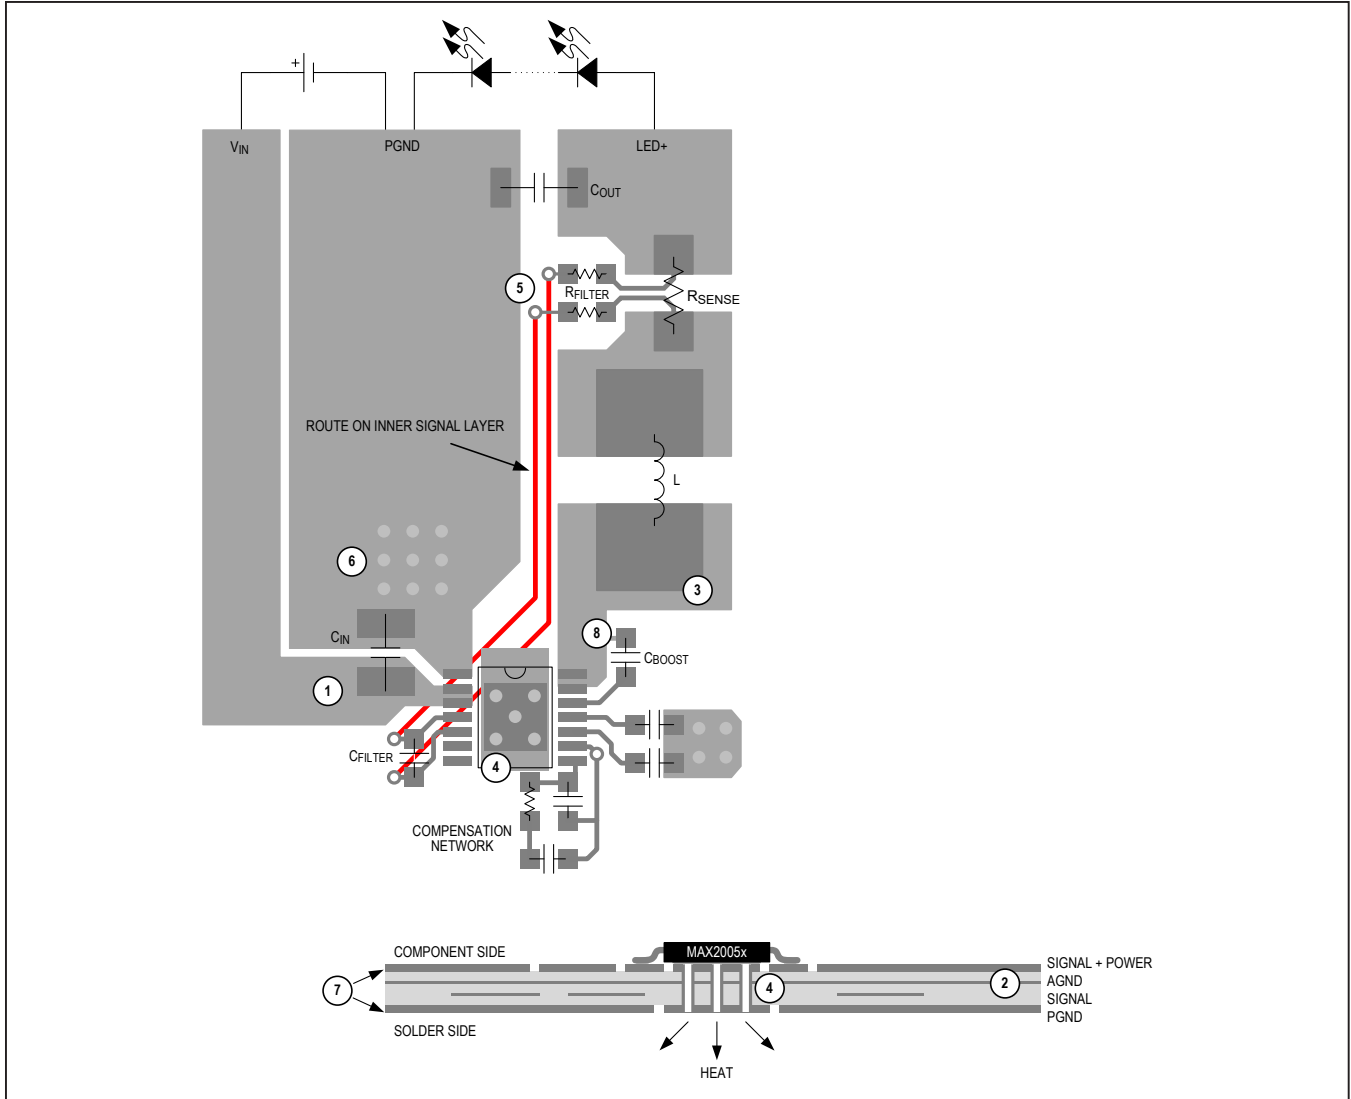 +
VIN
PGND
LED+
COUT
5
RFILTER
RSENSE
ROUTE ON INNER SIGNAL LAYER
L
6
3
CIN
8
CBOOST
1
CFILTER
4
COMPENSATION
NETWORK
COMPONENT SIDE
MAX2005x
SIGNAL + POWER
7
4
2
AGND
SIGNAL
PGND
SOLDER SIDE
HEAT